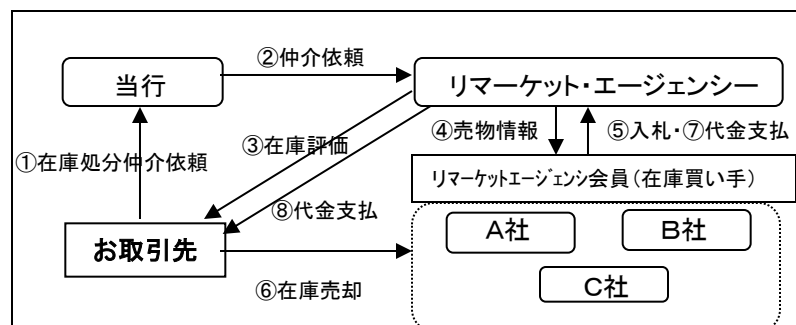 ②仲介依頼
当行
リマーケット・エージェンシー
④売物情報
⑤入札・⑦代金支払
③在庫評価
①在庫処分仲介依頼
リマーケットエージェンシ会員(在庫買い手)
⑧代金支払
A社
B社
お取引先
C社
⑥在庫売却